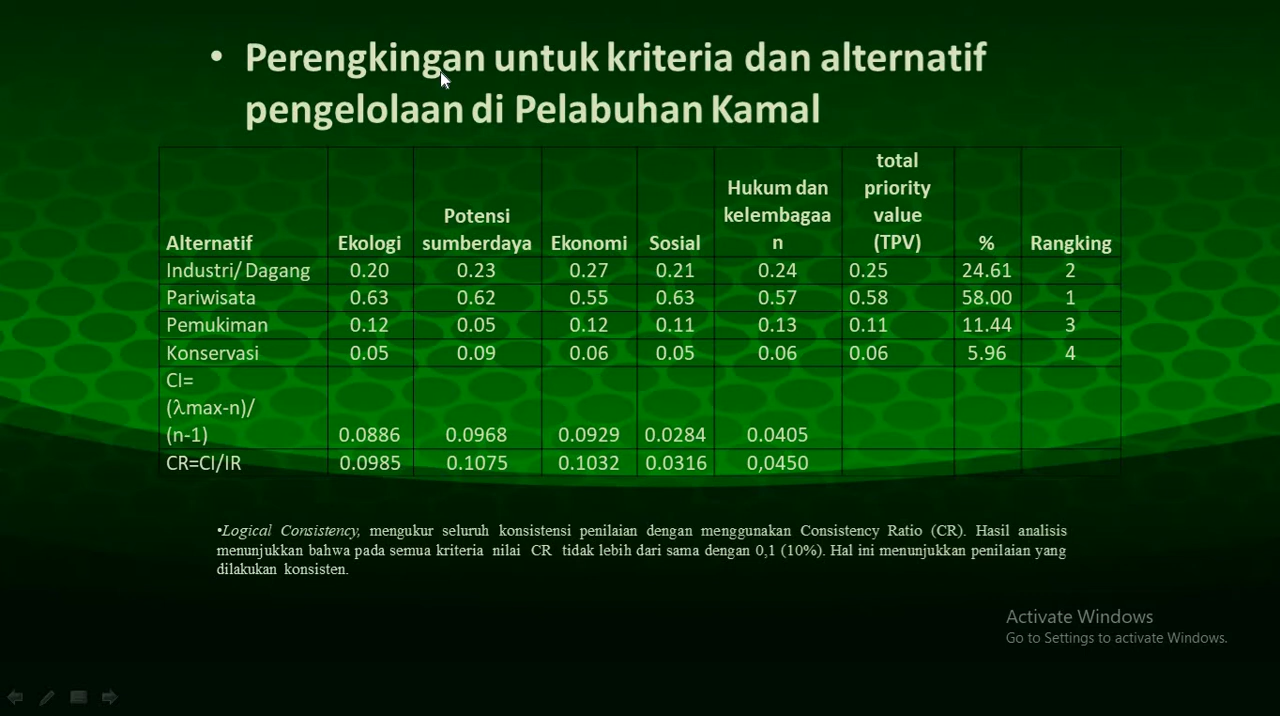 • Perengkingan untuk kriteria dan alternatif
pengelolaan di Pelabuhan Kamal
Alternatif Ekologi Potensi sumberdaya Ekonomi Sosial Hukum dan kelembagaa n total priority value (TPV) % Rangking
Industri/ Dagang 0.20 0.23 0.27 0.21 0.24 0.25 24.61 2
Pariwisata 0.63 0.62 0.55 0.63 0.57 0.58 58.00 1
Pemukiman 0.12 0.05 0.12 0.11 0.13 0.11 11.44 3
Konservasi 0.05 0.09 0.06 0.05 0.06 0.06 5.96 4
CI=
(λmax-n)/
(n-1) 0.0886 0.0968 0.0929 0.0284 0.0405
CR=CI/IR 0.0985 0.1075 0.1032 0.0316 0,0450
•Logical Consistency, mengukur seluruh konsistensi penilaian dengan menggunakan Consistency Ratio (CR). Hasil analisis
menunjukkan bahwa pada semua kriteria nilai CR tidak lebih dari sama dengan 0,1 (10%). Hal ini menunjukkan penilaian yang
dilakukan konsisten.
Activate Windows
Go to Settings to activate Windows.